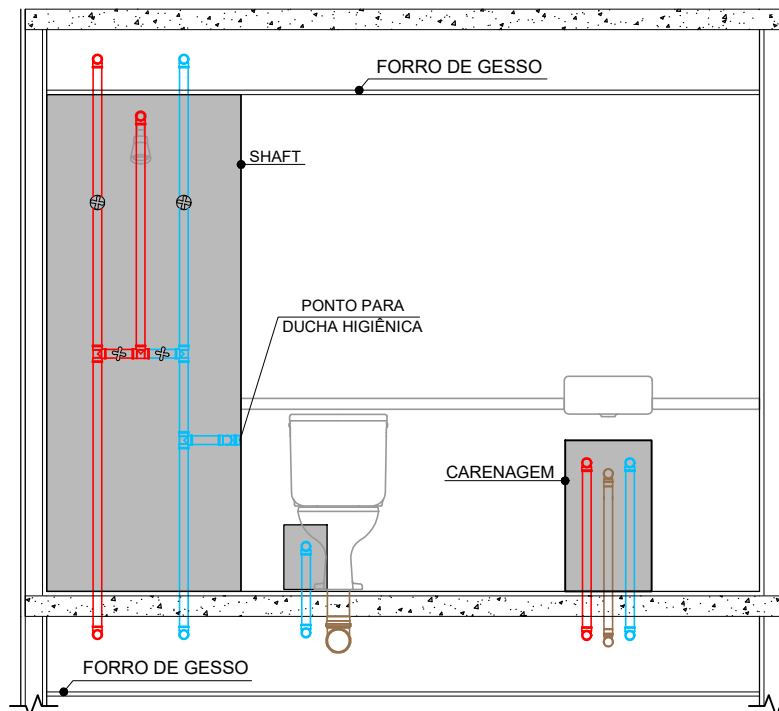 FORRO DE GESSO
SHAFT
PONTO PARA
DUCHA HIGIÊNICA
CARENAGEM
FORRO DE GESSO